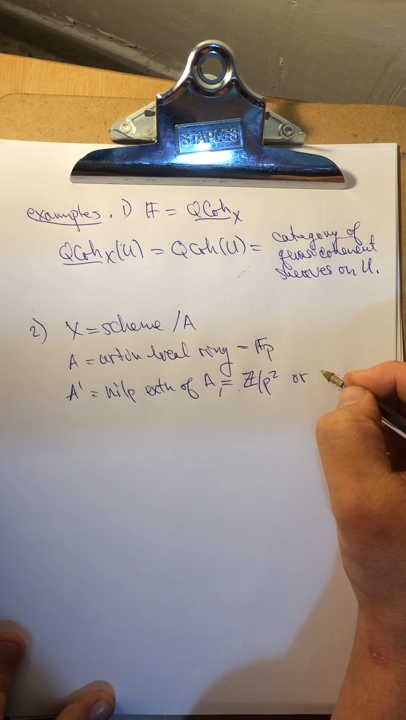 STAPLES
examples. 1) F = QCoh_X
QCoh_X(U) = QCoh(U) = category of
quasicoherent
sheaves on U.
2) X = scheme /A
A = artin local ring - F_p
A' = nilp extn of A, = Z/p² or